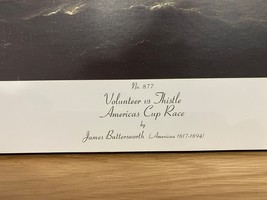 No. 877
Volunteer vs Thistle
Americas Cup Race
by
James Buttersworth (American 1817-1894)